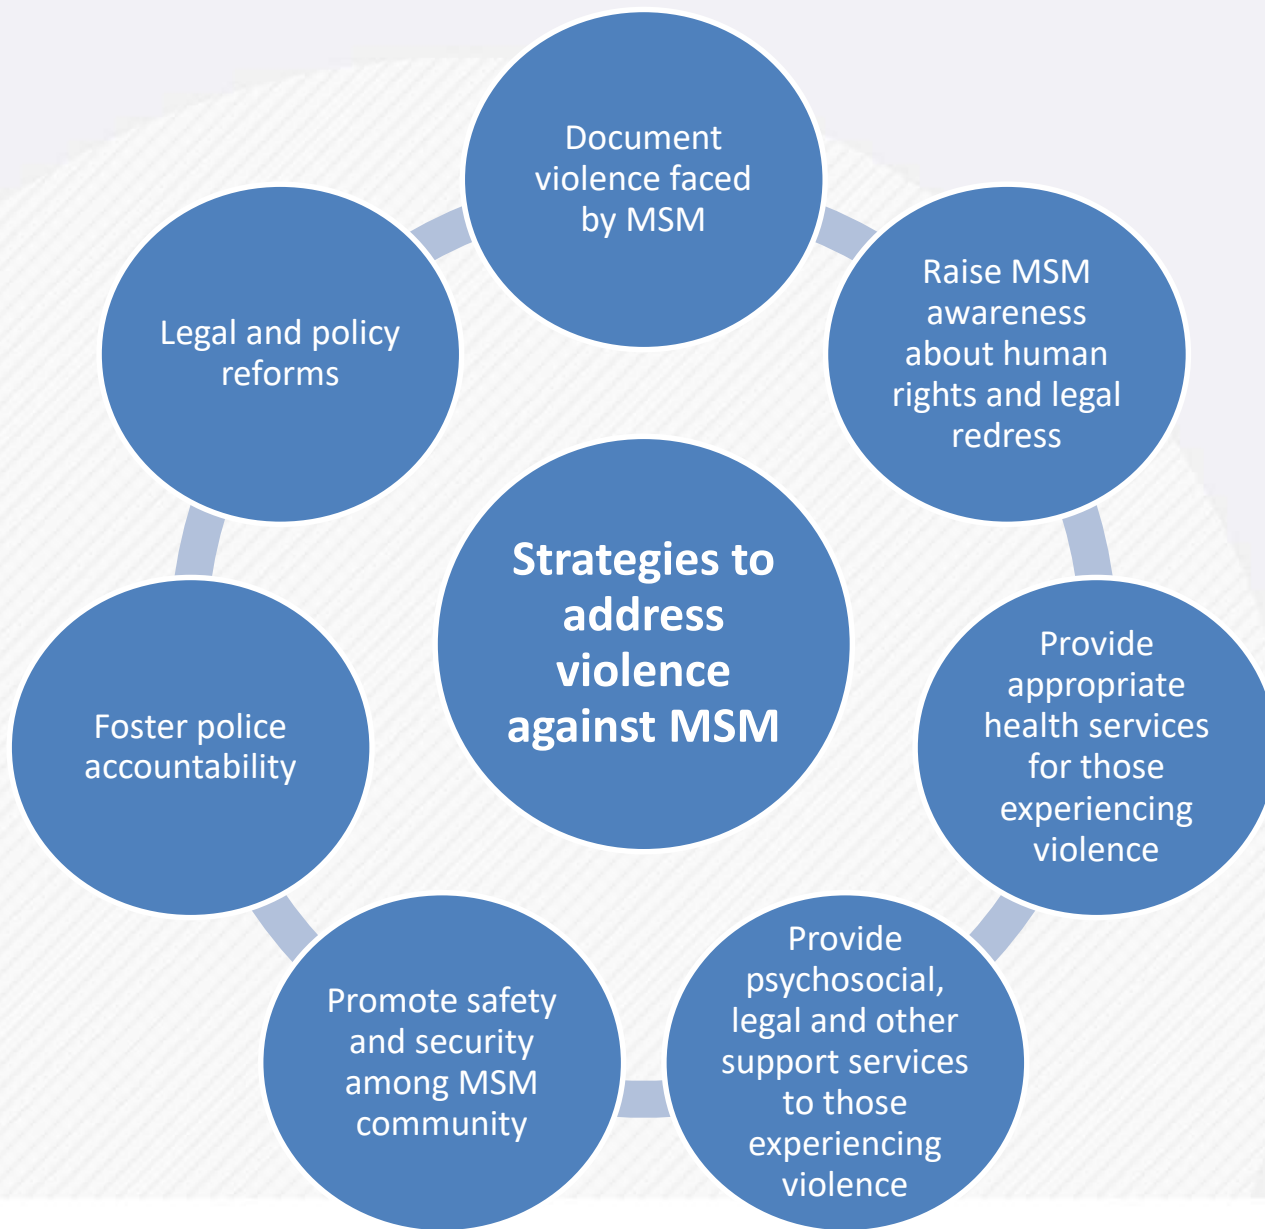 Document
violence faced
by MSM
Raise MSM
awareness
about human
rights and legal
redress
Provide
appropriate
health services
for those
experiencing
violence
Provide
psychosocial,
legal and other
support services
to those
experiencing
violence
Promote safety
and security
among MSM
community
Foster police
accountability
Legal and policy
reforms
Strategies to
address
violence
against MSM